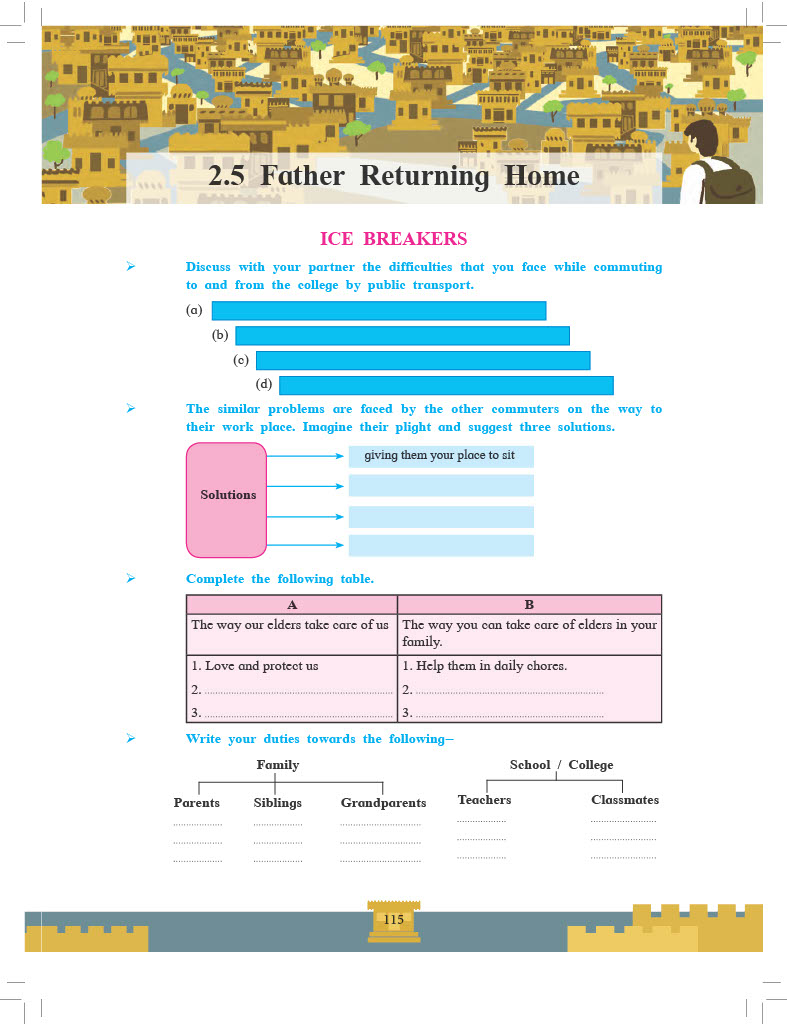 2.5 Father Returning Home
ICE BREAKERS
➢ Discuss with your partner the difficulties that you face while commuting
to and from the college by public transport.
(a)
(b)
(c)
(d)
➢ The similar problems are faced by the other commuters on the way to
their work place. Imagine their plight and suggest three solutions.
Solutions
giving them your place to sit
➢ Complete the following table.
A B
The way our elders take care of us
The way you can take care of elders in your
family.
1. Love and protect us
2. ..........................................................
3. ..........................................................
1. Help them in daily chores.
2. ..........................................................
3. ..........................................................
➢ Write your duties towards the following–
Family
Parents Siblings Grandparents
................... ................... ...............................
................... ................... ...............................
................... ................... ...............................
School / College
Teachers Classmates
................... .........................
................... .........................
................... .........................
115